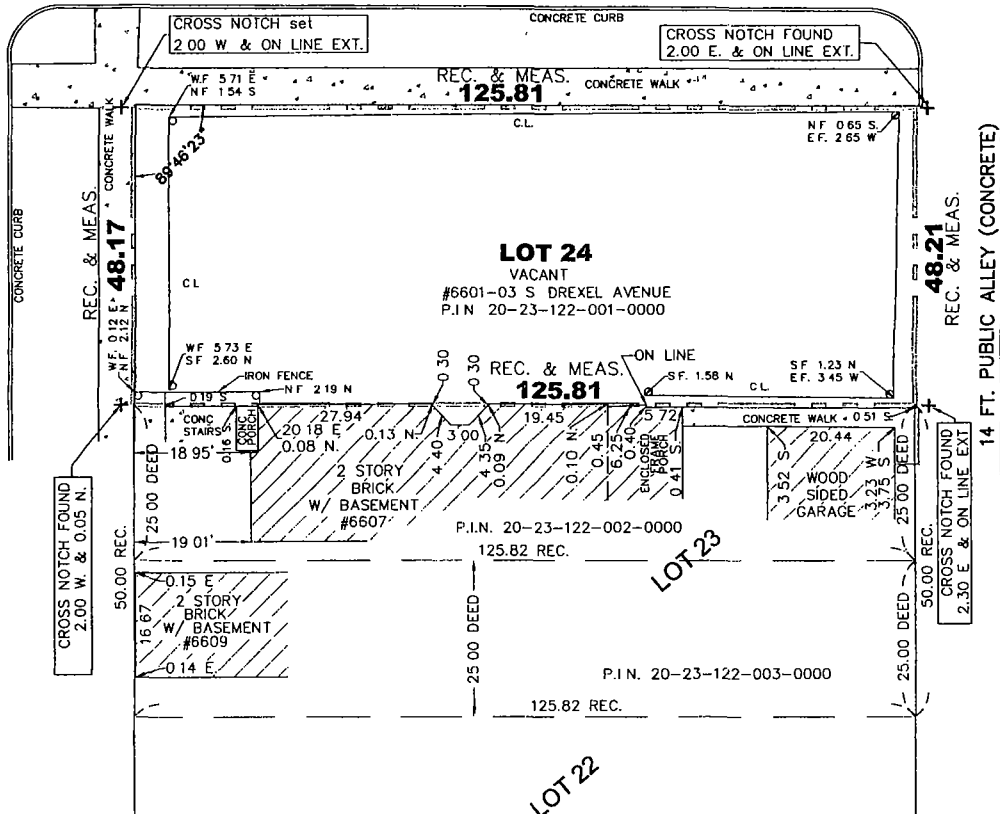 CROSS NOTCH set
2 00 W & ON LINE EXT.
CONCRETE CURB
CROSS NOTCH FOUND
2.00 E. & ON LINE EXT.
W.F 5 71 E
N F 1 54 S
REC. & MEAS.
125.81
CONCRETE WALK
C.L.
N F 0 65 S.
E F. 2 65 W
CONCRETE WALK
89°46'23"
CONCRETE CURB
REC. & MEAS.
48.17
C L
LOT 24
VACANT
#6601-03 S DREXEL AVENUE
P.I.N 20-23-122-001-0000
48.21
REC. & MEAS.
14 FT. PUBLIC ALLEY (CONCRETE)
WF. 0 12 E
N F 2.12 N
WF 5 73 E
SF 2.60 N
IRON FENCE
N F 2 19 N
0 19 S
0 30
0 30
REC. & MEAS.
125.81
ON LINE
S F. 1.58 N
C L.
SF 1.23 N
E F. 3 45 W
CONC
STAIRS
0 16 S
CONC
PORCH
18 95'
27.94
20 18 E
0.08 N.
0.13 N.
4 40
3 00
4 35
0.09 N
19.45
0 10 N
0.45
6.25
0.40
ENCLOSED
FRAME
PORCH
5 72
0 41 S
CONCRETE WALK
0 51 S
20.44
3 52 S
WOOD
SIDED
GARAGE
3 23 W
3 75 S
25 00 DEED
25 00 DEED
2 STORY
BRICK
W/ BASEMENT
#6607
19 01'
P.I.N. 20-23-122-002-0000
125.82 REC.
LOT 23
CROSS NOTCH FOUND
2.00 W. & 0.05 N.
50.00 REC.
0.15 E
16 67
2 STORY
BRICK
W/ BASEMENT
#6609
0 14 E
25 00 DEED
P.I.N. 20-23-122-003-0000
125.82 REC.
25.00 DEED
50.00 REC.
CROSS NOTCH FOUND
2.30 E & ON LINE EXT
LOT 22